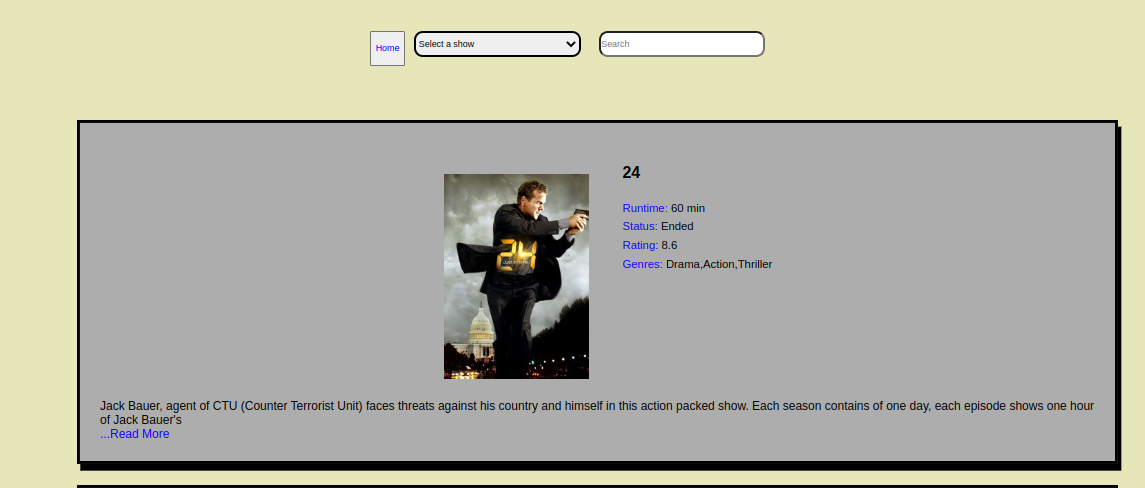 Home
Select a show
Search
24
Runtime: 60 min
Status: Ended
Rating: 8.6
Genres: Drama,Action,Thriller
24
Jack Bauer, agent of CTU (Counter Terrorist Unit) faces threats against his country and himself in this action packed show. Each season contains of one day, each episode shows one hour
of Jack Bauer's
...Read More